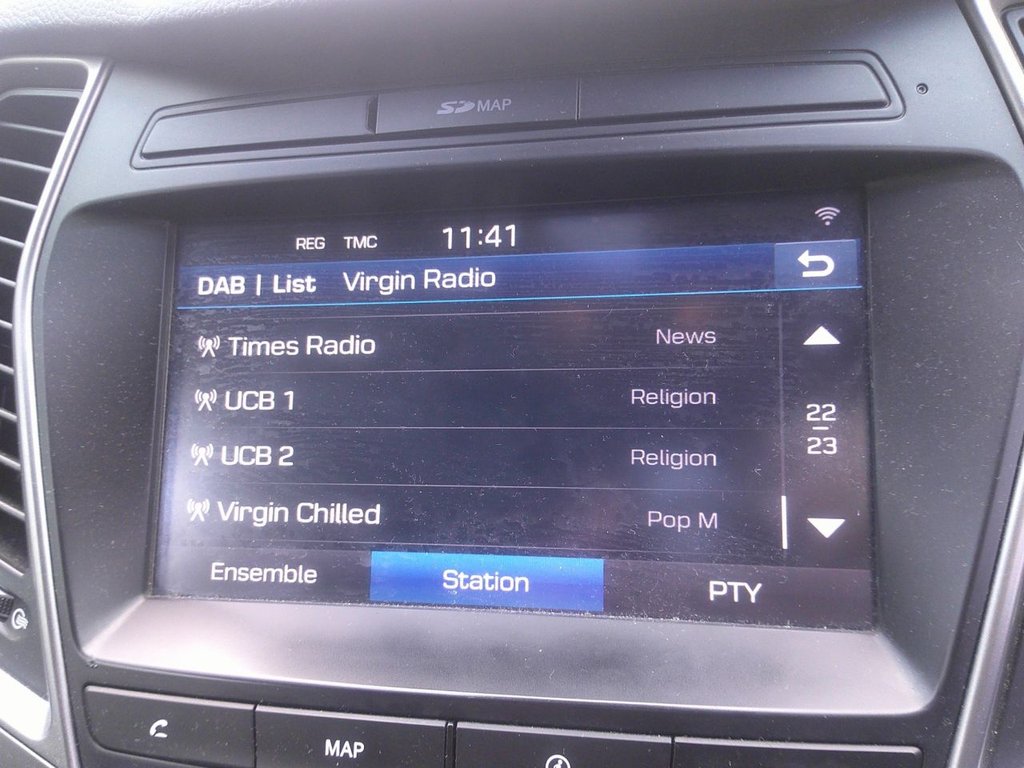 SD MAP
REG TMC 11:41
DAB | List Virgin Radio
Times Radio News
UCB 1 Religion
22
23
UCB 2 Religion
Virgin Chilled Pop M
Ensemble Station PTY
MAP